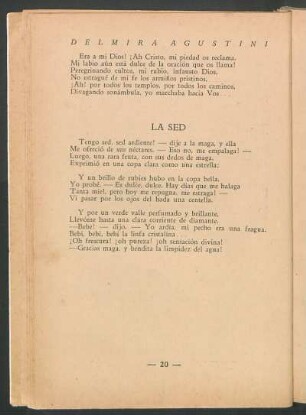 DELMIRA AGUSTINI
Era a mi Dios! ¡Ah Cristo, mi piedad os reclama.
Mi labio aún está dulce de la oración que os llama!
Peregrinando cultos, mi rubio, infausto Dios,
No entregué de mi fe los armiños prístinos.
¡Ah! por todos los templos, por todos los caminos,
Divagando sonámbula, yo marchaba hacia Vos
LA SED
Tengo sed, sed ardiente! — dije a la maga, y ella
Me ofreció de sus néctares. — Eso no, me empalaga! —
Luego, una rara fruta, con sus dedos de maga,
Exprimió en una copa clara como una estrella;
Y un brillo de rubíes hubo en la copa bella.
Yo probé. — Es dulce, dulce. Hay días que me halaga
Tanta miel, pero hoy me repugna, me estraga! —
Vi pasar por los ojos del hada una centella.
Y por un verde valle perfumado y brillante,
Llevóme hasta una clara corriente de diamante.
—Bebe! — dijo. — Yo ardía, mi pecho era una fragua.
Bebí, bebí, bebí la linfa cristalina
¡Oh frescura! ¡oh pureza! ¡oh sensación divina!
—Gracias maga, y bendita la limpidez del agua!
— 20 —